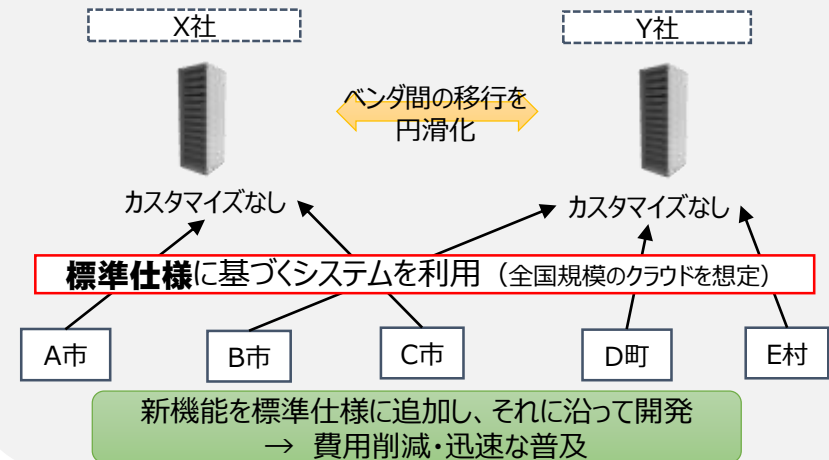 X社
Y社
ベンダ間の移行を
円滑化
カスタマイズなし
カスタマイズなし
標準仕様に基づくシステムを利用（全国規模のクラウドを想定）
A市
B市
C市
D町
E村
新機能を標準仕様に追加し、それに沿って開発
→ 費用削減・迅速な普及